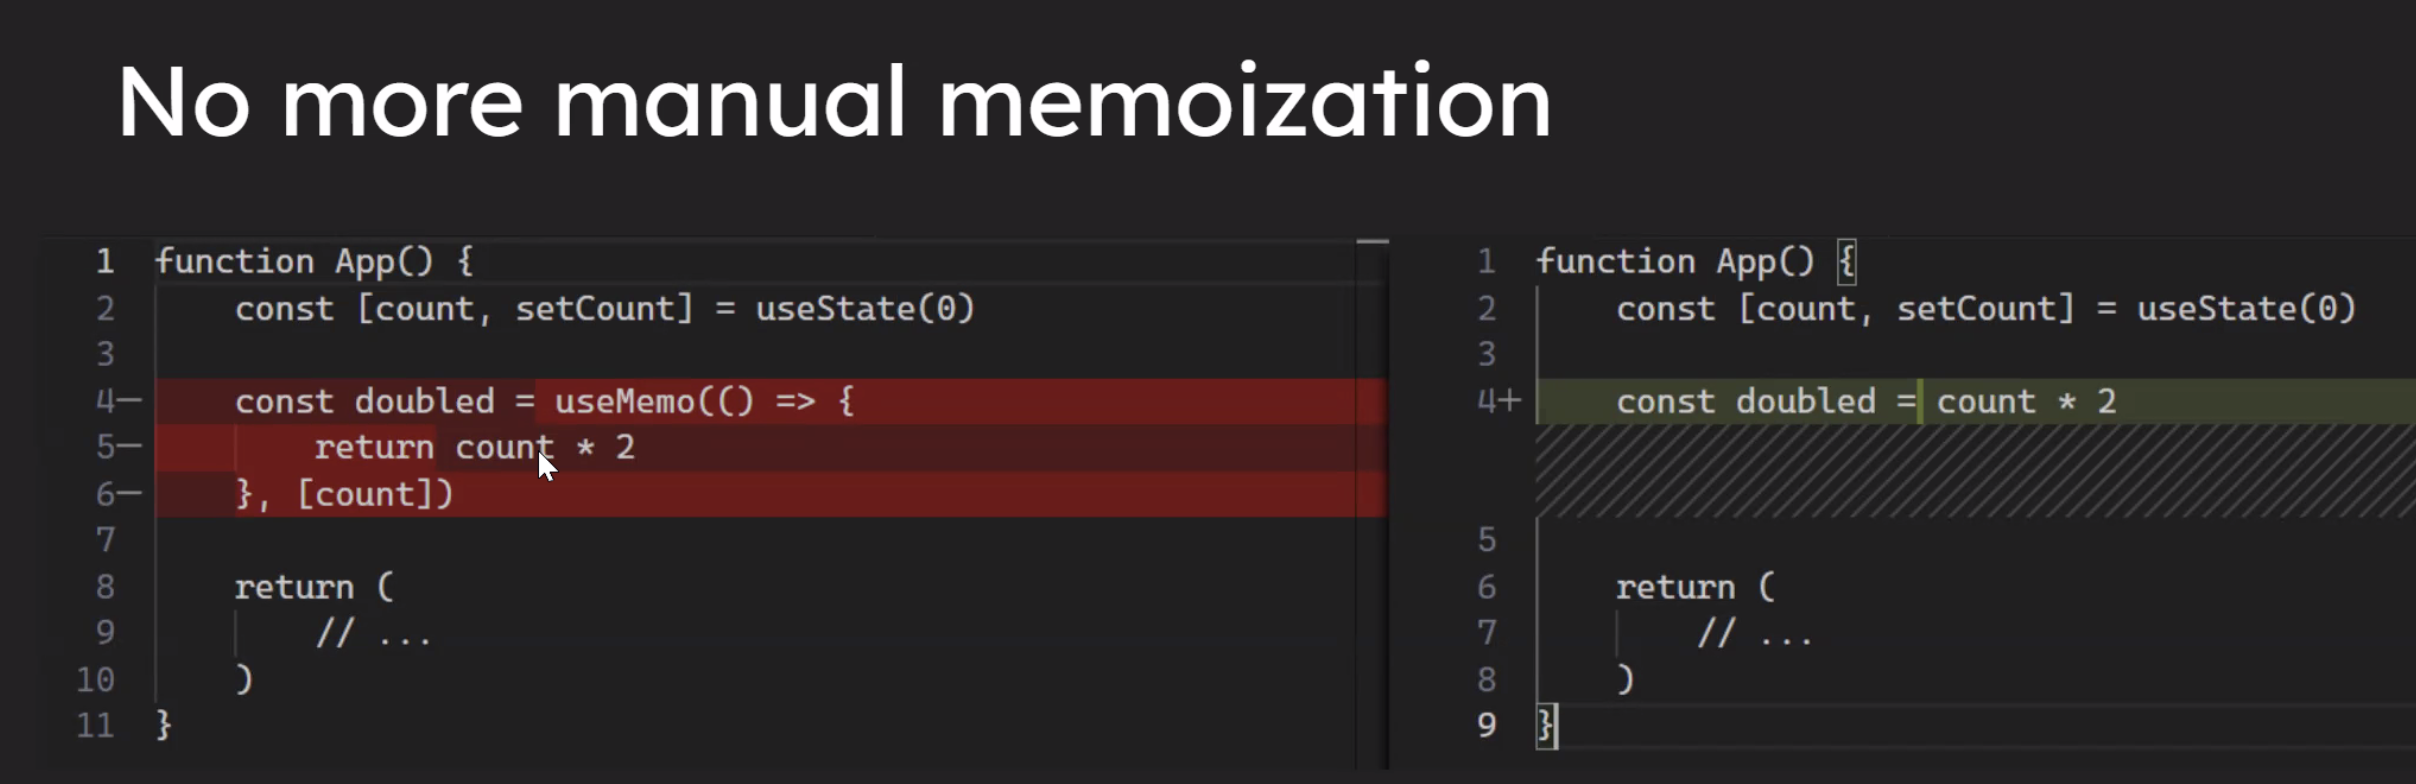 No more manual memoization
1 function App() {
2 const [count, setCount] = useState(0)
3
4— const doubled = useMemo(() => {
5— return count * 2
6— }, [count])
7
8 return (
9 // ...
10 )
11 }
1 function App() {
2 const [count, setCount] = useState(0)
3
4+ const doubled = count * 2
5
6 return (
7 // ...
8 )
9 }